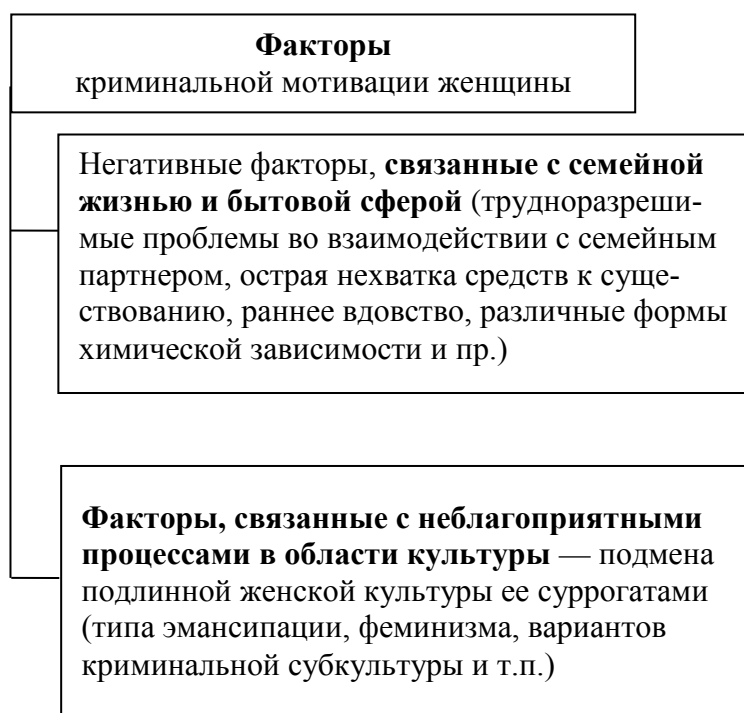 Факторы
криминальной мотивации женщины
Негативные факторы, связанные с семейной
жизнью и бытовой сферой (трудноразреши-
мые проблемы во взаимодействии с семейным
партнером, острая нехватка средств к суще-
ствованию, раннее вдовство, различные формы
химической зависимости и пр.)
Факторы, связанные с неблагоприятными
процессами в области культуры — подмена
подлинной женской культуры ее суррогатами
(типа эмансипации, феминизма, вариантов
криминальной субкультуры и т.п.)